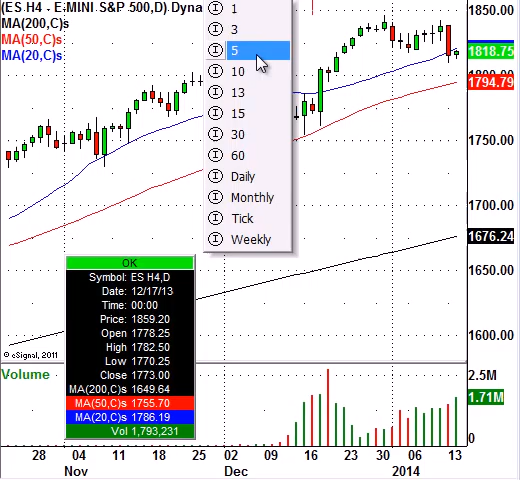 (ES H4 - E-MINI S&P 500,D) Dyna
MA(200,C)s
MA(50,C)s
MA(20,C)s
1
3
5
10
13
15
30
60
Daily
Monthly
Tick
Weekly
1850.00
1818.75
1794.79
1750.00
1700.00
1676.24
1650.00
1600.00
OK
Symbol: ES H4,D
Date: 12/17/13
Time: 00:00
Price: 1859.20
Open 1778.25
High 1782.50
Low 1770.25
Close 1773.00
MA(200,C)s 1649.64
MA(50,C)s 1755.70
MA(20,C)s 1786.19
Vol 1,793,231
© eSignal, 2011
Volume
2.5M
1.71M
0
28 04 11 18 25 02 09 16 23 30 06 13
Nov Dec 2014